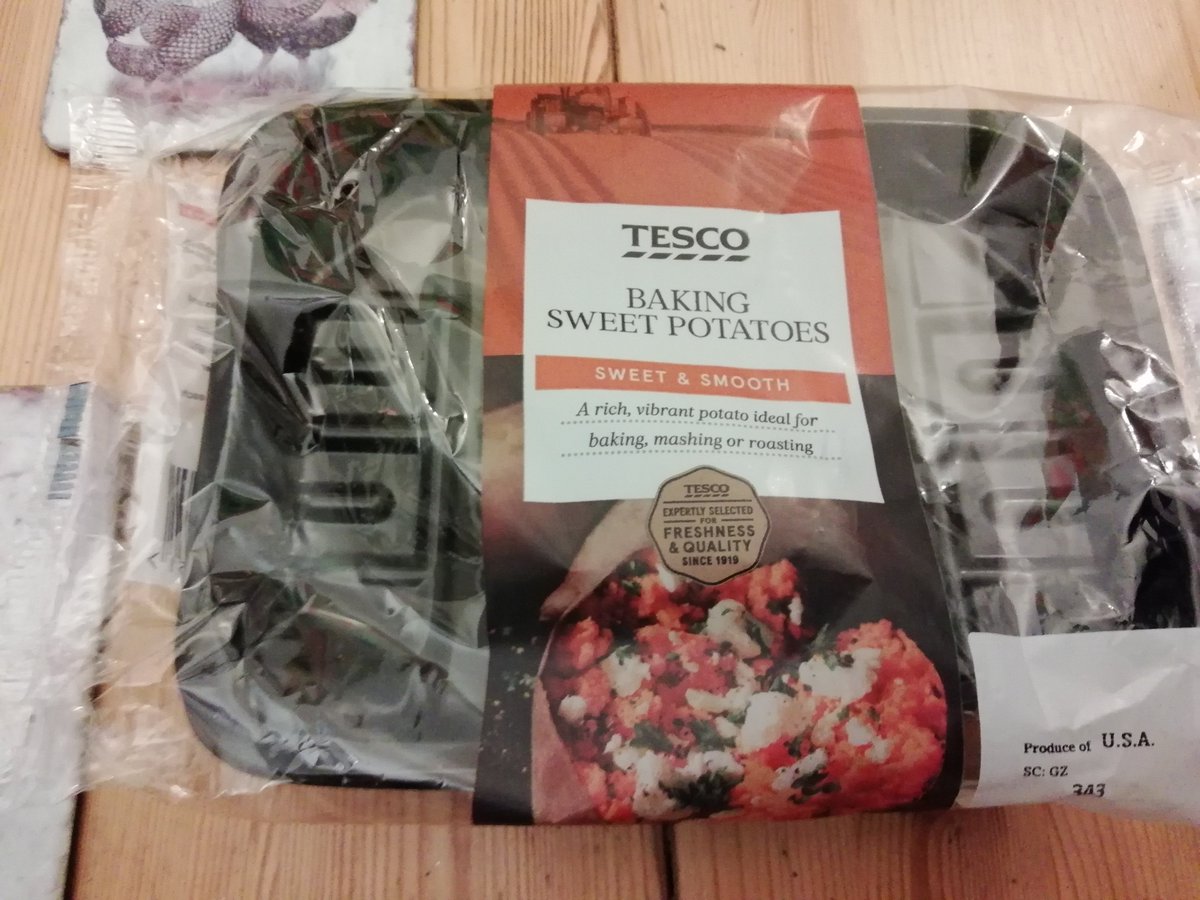 TESCO
BAKING
SWEET POTATOES
SWEET & SMOOTH
A rich, vibrant potato ideal for
baking, mashing or roasting
TESCO
EXPERTLY SELECTED
FOR
FRESHNESS
& QUALITY
SINCE 1919
Produce of U.S.A.
SC: GZ
343